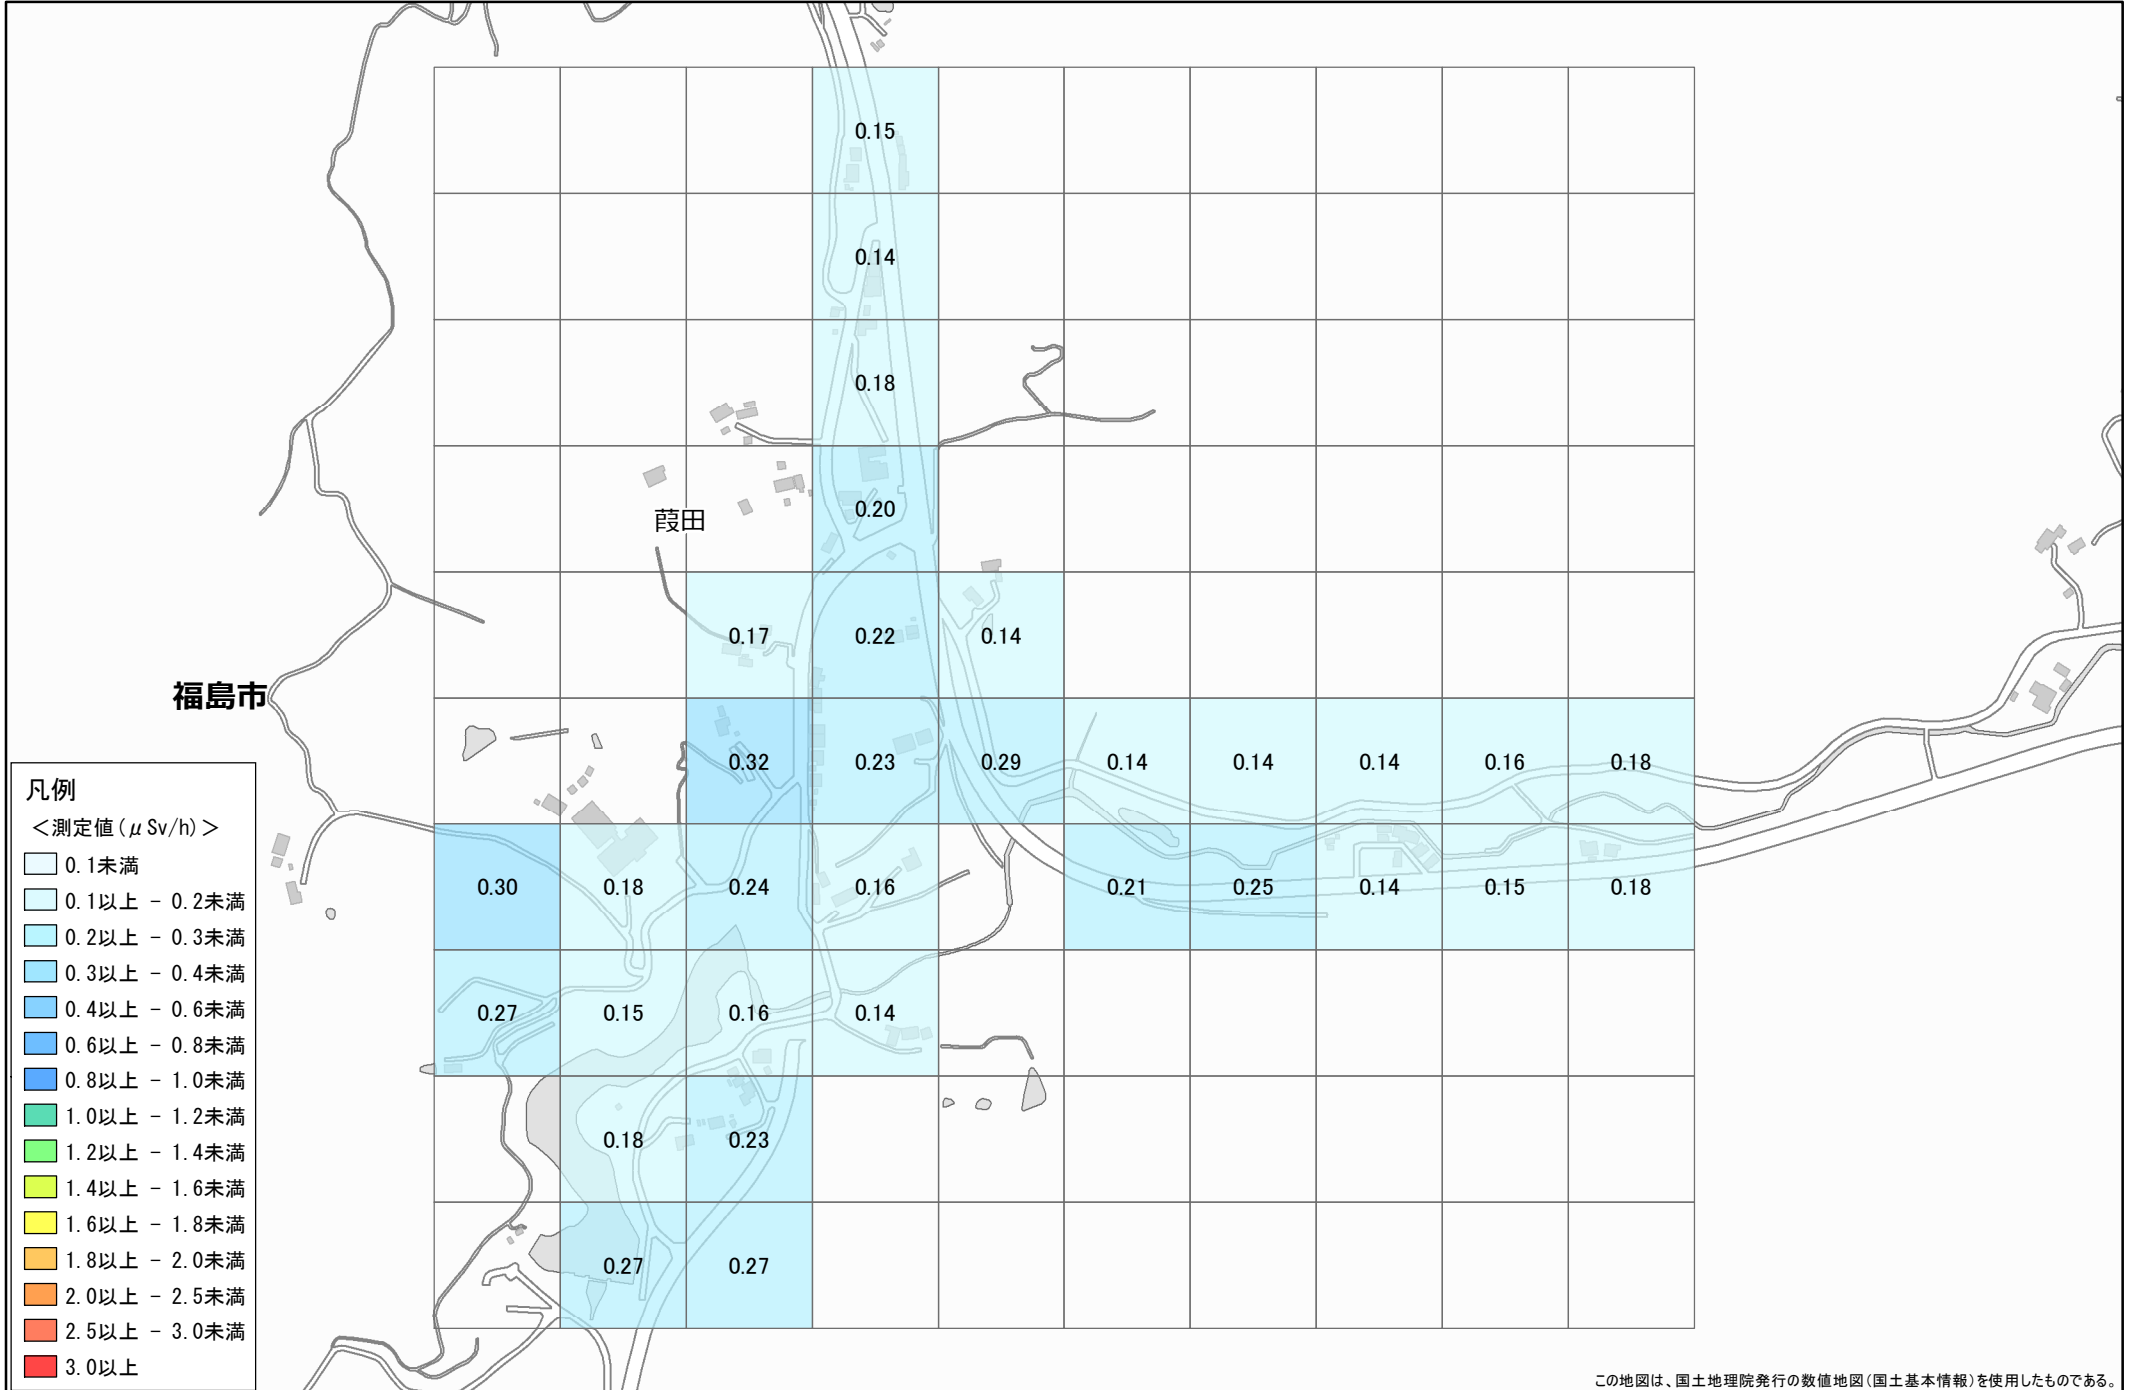 0.15
0.14
0.18
0.20
葭田
0.17 0.22 0.14
福島市
0.32 0.23 0.29 0.14 0.14 0.14 0.16 0.18
0.30 0.18 0.24 0.16 0.21 0.25 0.14 0.15 0.18
0.27 0.15 0.16 0.14
0.18 0.23
0.27 0.27
凡例
＜測定値(μSv/h)＞
0.1未満
0.1以上 - 0.2未満
0.2以上 - 0.3未満
0.3以上 - 0.4未満
0.4以上 - 0.6未満
0.6以上 - 0.8未満
0.8以上 - 1.0未満
1.0以上 - 1.2未満
1.2以上 - 1.4未満
1.4以上 - 1.6未満
1.6以上 - 1.8未満
1.8以上 - 2.0未満
2.0以上 - 2.5未満
2.5以上 - 3.0未満
3.0以上
この地図は、国土地理院発行の数値地図(国土基本情報)を使用したものである。